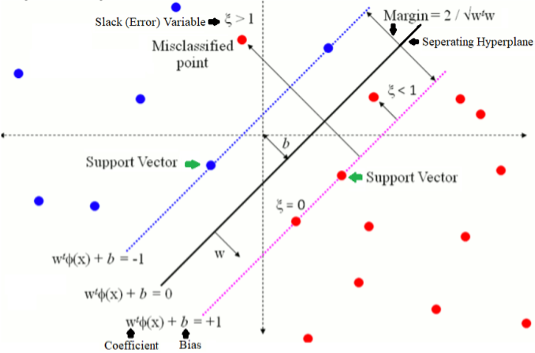 Slack (Error) Variable ξ > 1
Margin = 2 / √wᵗw
Misclassified
point
Seperating Hyperplane
ξ < 1
b
Support Vector
Support Vector
ξ = 0
w
wᵗϕ(x) + b = -1
wᵗϕ(x) + b = 0
wᵗϕ(x) + b = +1
Coefficient Bias